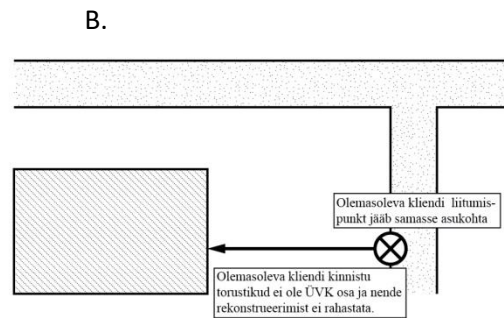 B.
Olemasoleva kliendi liitumis-
punkt jääb samasse asukohta
Olemasoleva kliendi kinnistu
torustikud ei ole ÜVK osa ja nende
rekonstrueerimist ei rahastata.